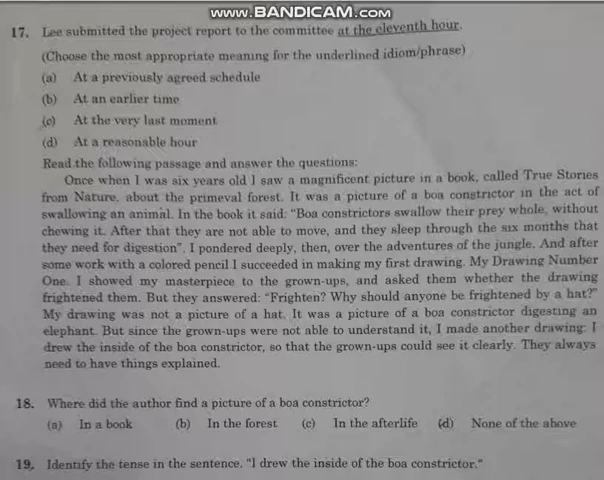 www.BANDICAM.com
17. Lee submitted the project report to the committee at the eleventh hour.
(Choose the most appropriate meaning for the underlined idiom/phrase)
(a) At a previously agreed schedule
(b) At an earlier time
(c) At the very last moment
(d) At a reasonable hour
Read the following passage and answer the questions:
Once when I was six years old I saw a magnificent picture in a book, called True Stories
from Nature, about the primeval forest. It was a picture of a boa constrictor in the act of
swallowing an animal. In the book it said: "Boa constrictors swallow their prey whole, without
chewing it. After that they are not able to move, and they sleep through the six months that
they need for digestion". I pondered deeply, then, over the adventures of the jungle. And after
some work with a colored pencil I succeeded in making my first drawing. My Drawing Number
One. I showed my masterpiece to the grown-ups, and asked them whether the drawing
frightened them. But they answered: "Frighten? Why should anyone be frightened by a hat?"
My drawing was not a picture of a hat. It was a picture of a boa constrictor digesting an
elephant. But since the grown-ups were not able to understand it, I made another drawing: I
drew the inside of the boa constrictor, so that the grown-ups could see it clearly. They always
need to have things explained.
18. Where did the author find a picture of a boa constrictor?
(a) In a book (b) In the forest (c) In the afterlife (d) None of the above
19. Identify the tense in the sentence, "I drew the inside of the boa constrictor."